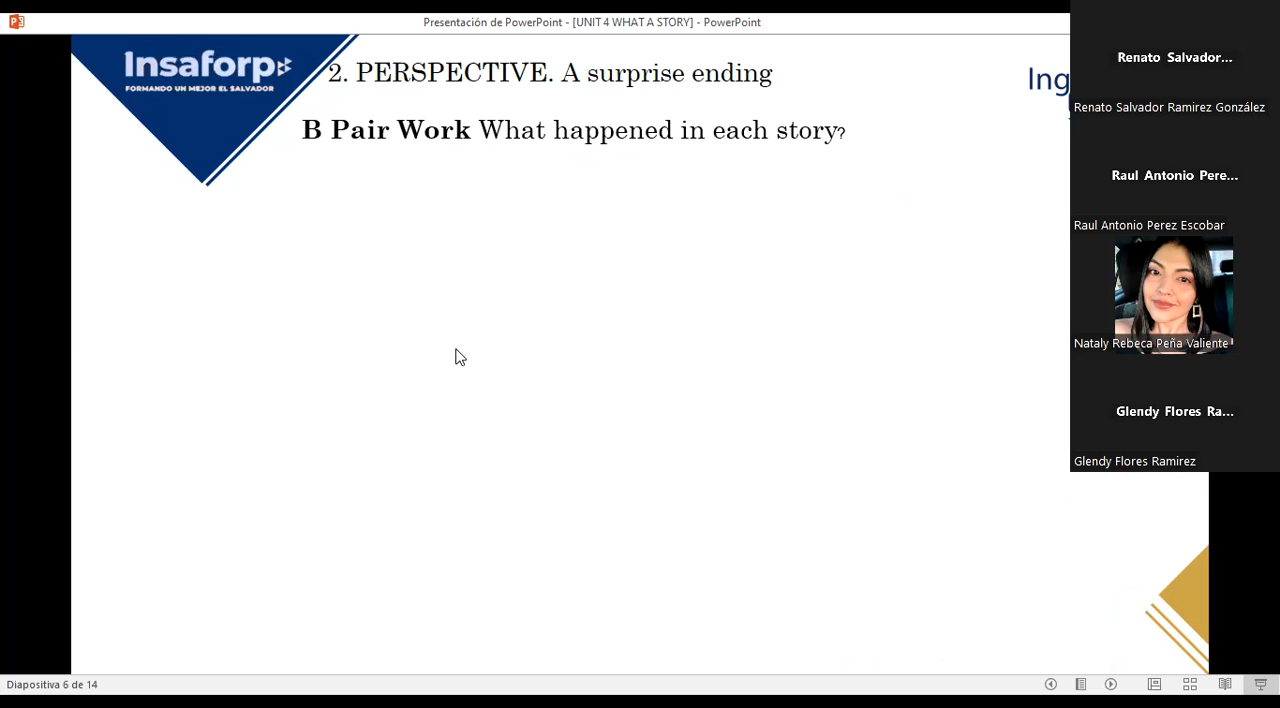 Presentación de PowerPoint - [UNIT 4 WHAT A STORY] - PowerPoint
Insaforp
FORMANDO UN MEJOR EL SALVADOR
2. PERSPECTIVE. A surprise ending
B Pair Work What happened in each story?
Ing
Renato Salvador...
Renato Salvador Ramirez González
Raul Antonio Pere...
Raul Antonio Perez Escobar
Nataly Rebeca Peña Valiente
Glendy Flores Ra...
Glendy Flores Ramirez
Diapositiva 6 de 14